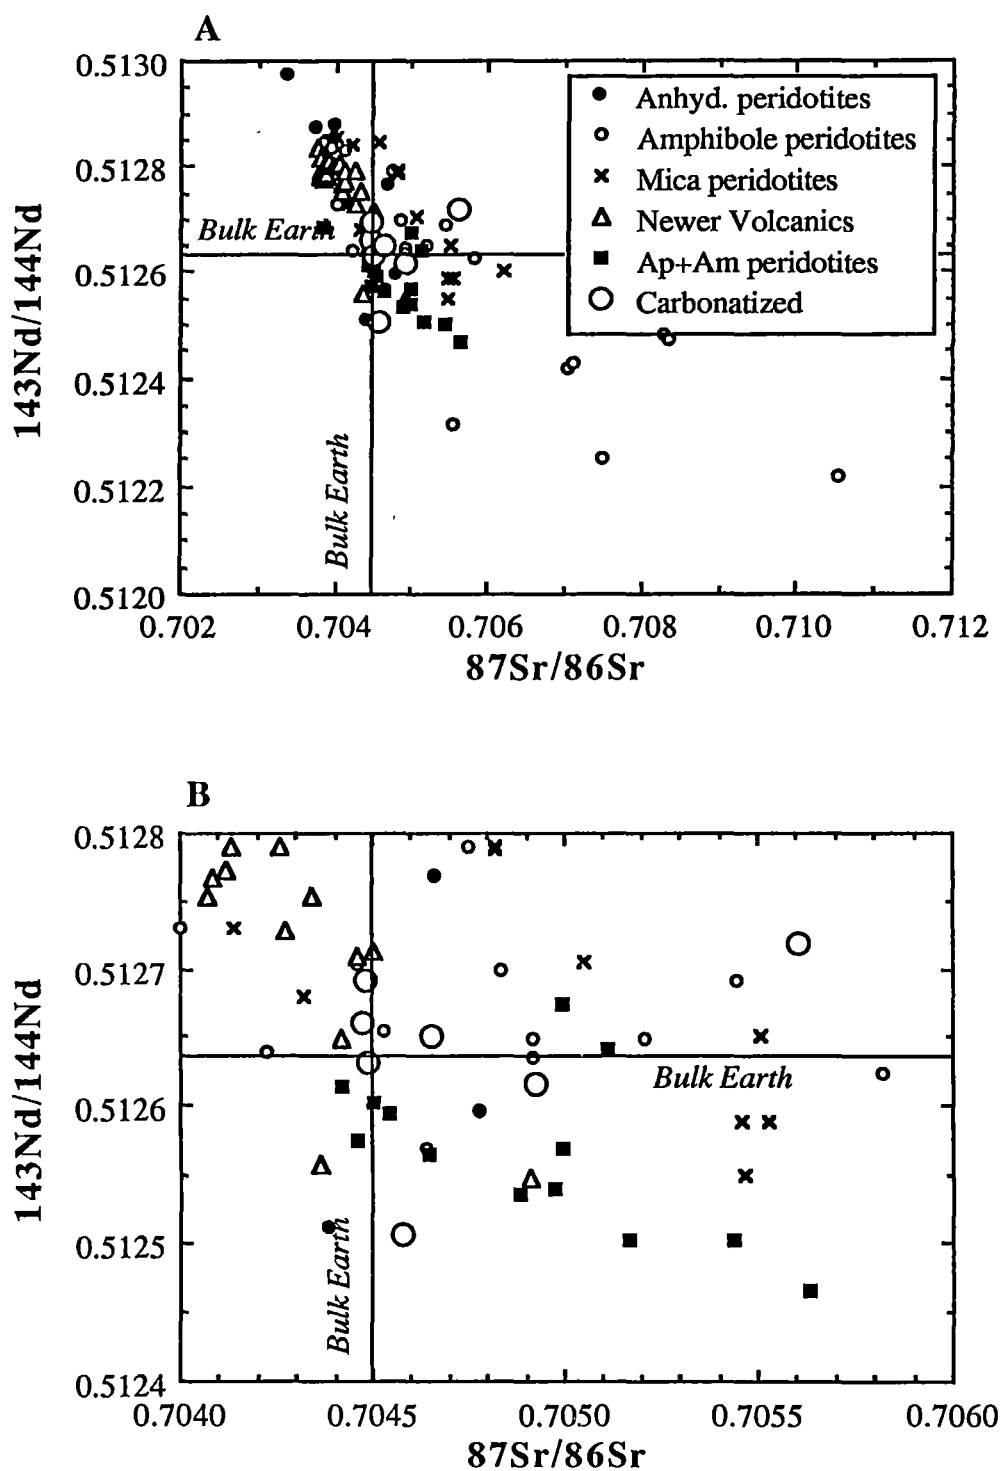 A
143Nd/144Nd
0.5130
0.5128
0.5126
0.5124
0.5122
0.5120
Anhyd. peridotites
Amphibole peridotites
Mica peridotites
Newer Volcanics
Ap+Am peridotites
Carbonatized
Bulk Earth
Bulk Earth
0.702 0.704 0.706 0.708 0.710 0.712
87Sr/86Sr
B
143Nd/144Nd
0.5128
0.5127
0.5126
0.5125
0.5124
Bulk Earth
Bulk Earth
0.7040 0.7045 0.7050 0.7055 0.7060
87Sr/86Sr